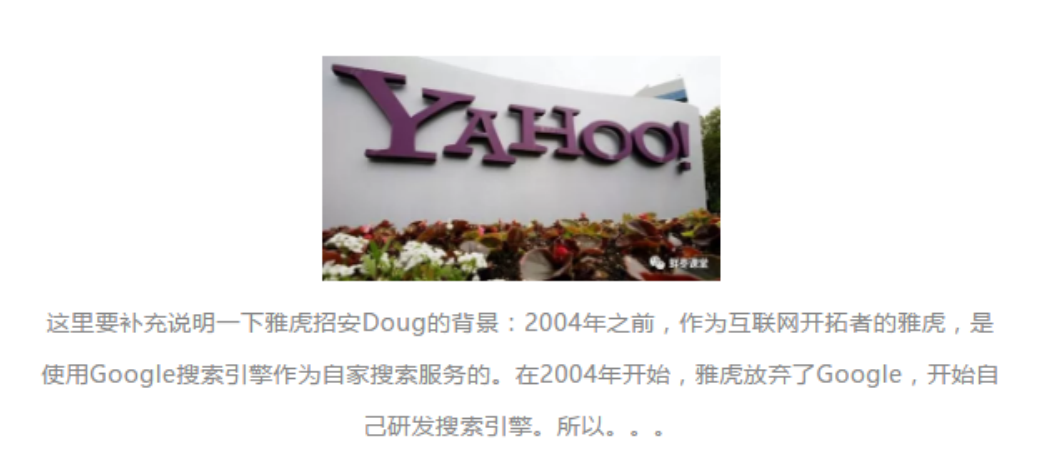 YAHOO!
这里要补充说明一下雅虎招安Doug的背景：2004年之前，作为互联网开拓者的雅虎，是
使用Google搜索引擎作为自家搜索服务的。在2004年开始，雅虎放弃了Google，开始自
己研发搜索引擎。所以。。。